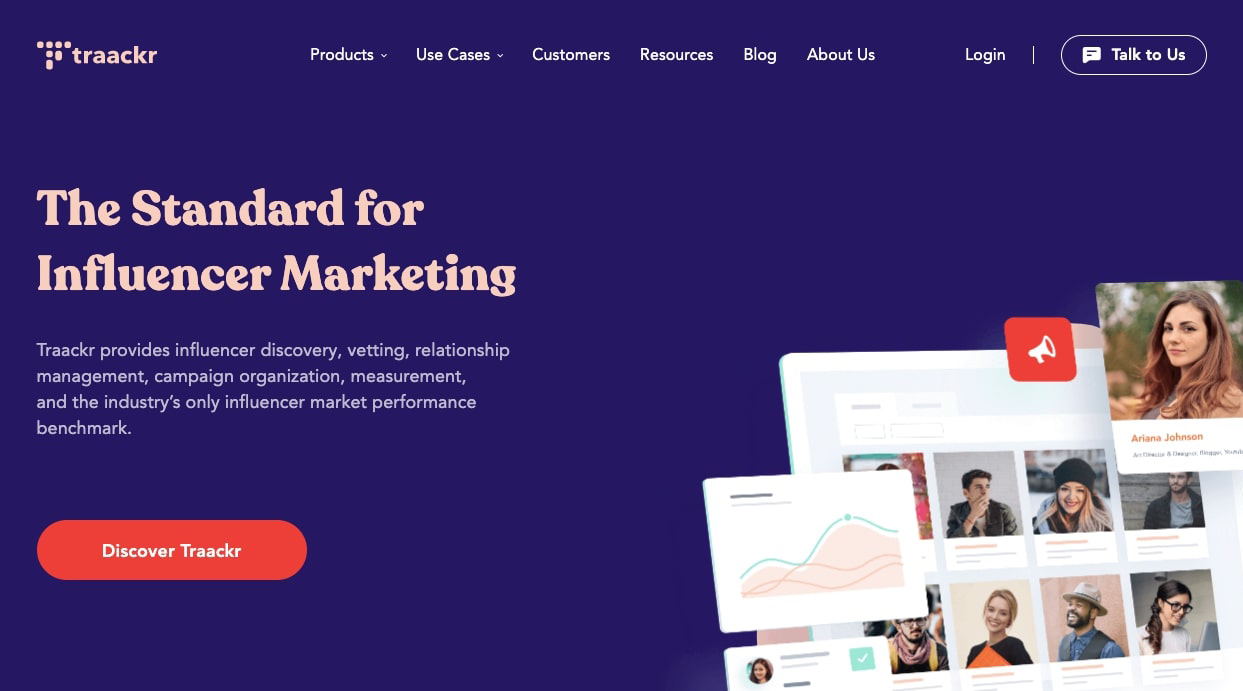 traackr
Products
Use Cases
Customers
Resources
Blog
About Us
Login
Talk to Us
The Standard for
Influencer Marketing
Traackr provides influencer discovery, vetting, relationship
management, campaign organization, measurement,
and the industry’s only influencer market performance
benchmark.
Discover Traackr
Ariana Johnson
Art Director & Designer, Blogger, Youtub